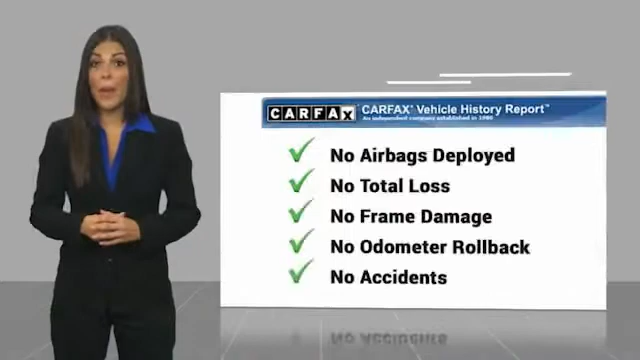 CARFAX CARFAX Vehicle History Report™
An independent company established in 1986
No Airbags Deployed
No Total Loss
No Frame Damage
No Odometer Rollback
No Accidents